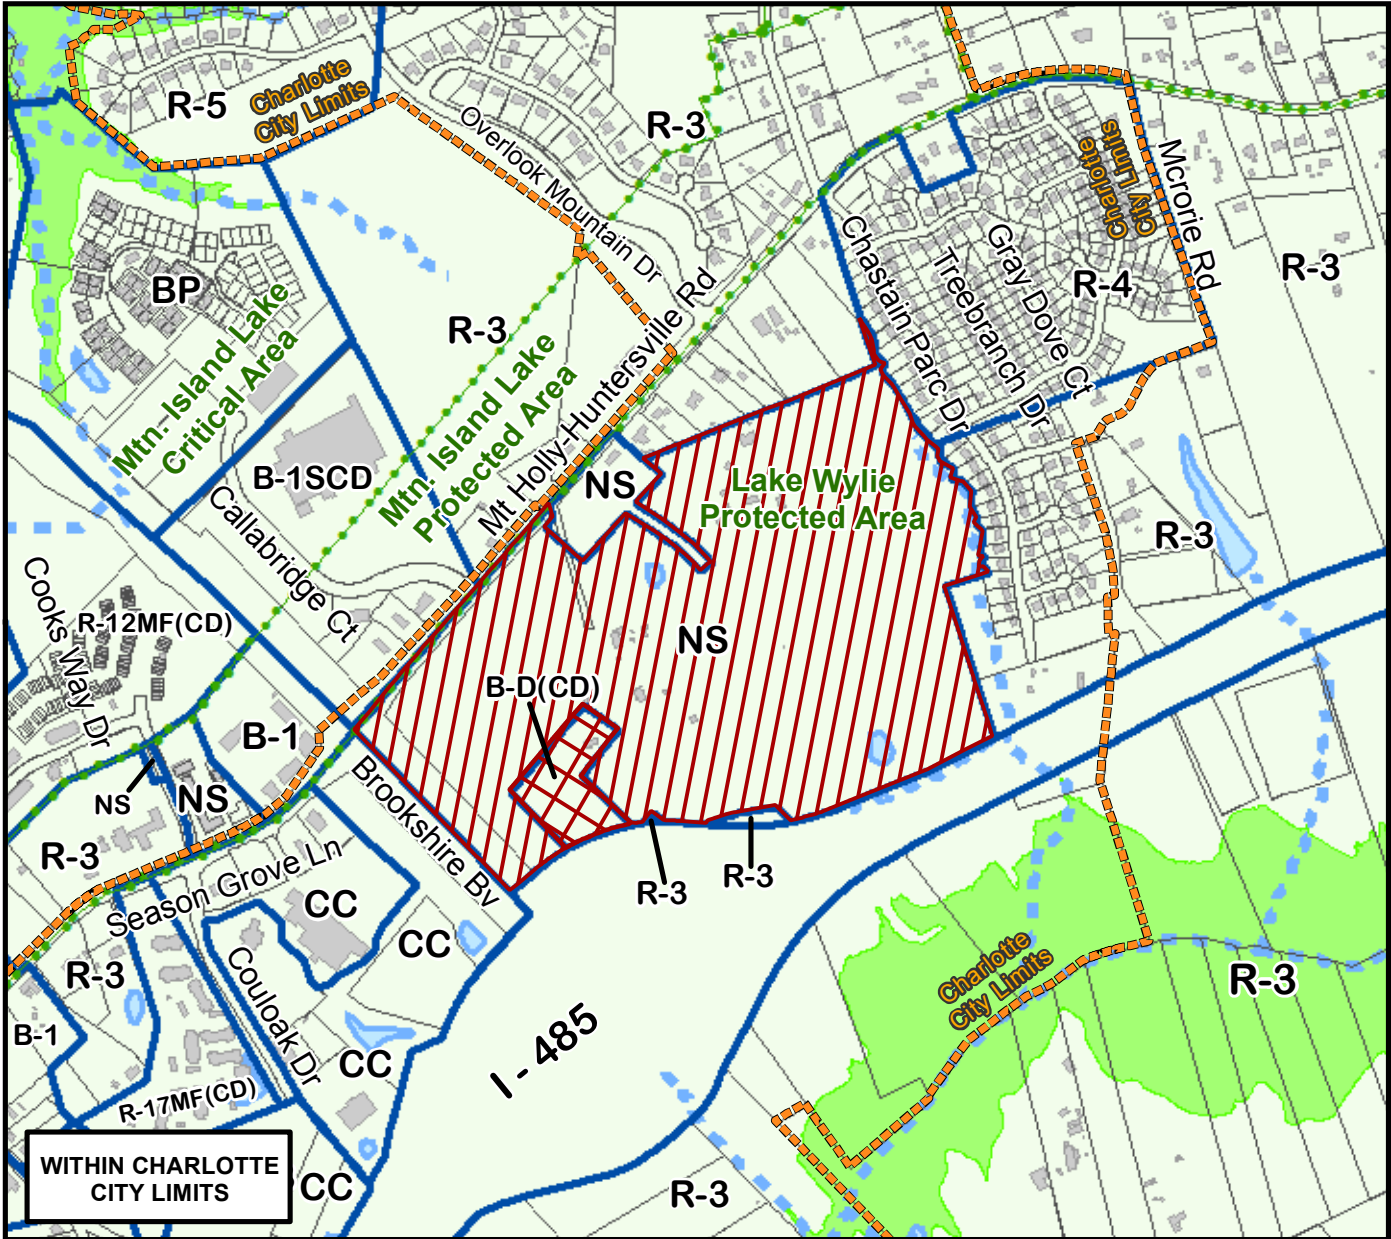 R-5
Charlotte
City Limits
Overlook Mountain Dr
R-3
Charlotte
City Limits
Mcrorie Rd
R-3
BP
Mtn. Island Lake
Critical Area
R-3
Mtn. Island Lake
Protected Area
Mt Holly-Huntersville Rd
Chastain Parc Dr
Treebranch Dr
Gray Dove Ct
R-4
B-1SCD
Callabridge Ct
NS
Lake Wylie
Protected Area
R-3
Cooks Way Dr
R-12MF(CD)
NS
B-D(CD)
B-1
NS
NS
Brookshire Bv
R-3
Season Grove Ln
R-3
R-3
CC
CC
R-3
Couloak Dr
Charlotte
City Limits
R-3
B-1
I - 485
CC
R-17MF(CD)
WITHIN CHARLOTTE
CITY LIMITS
CC
R-3